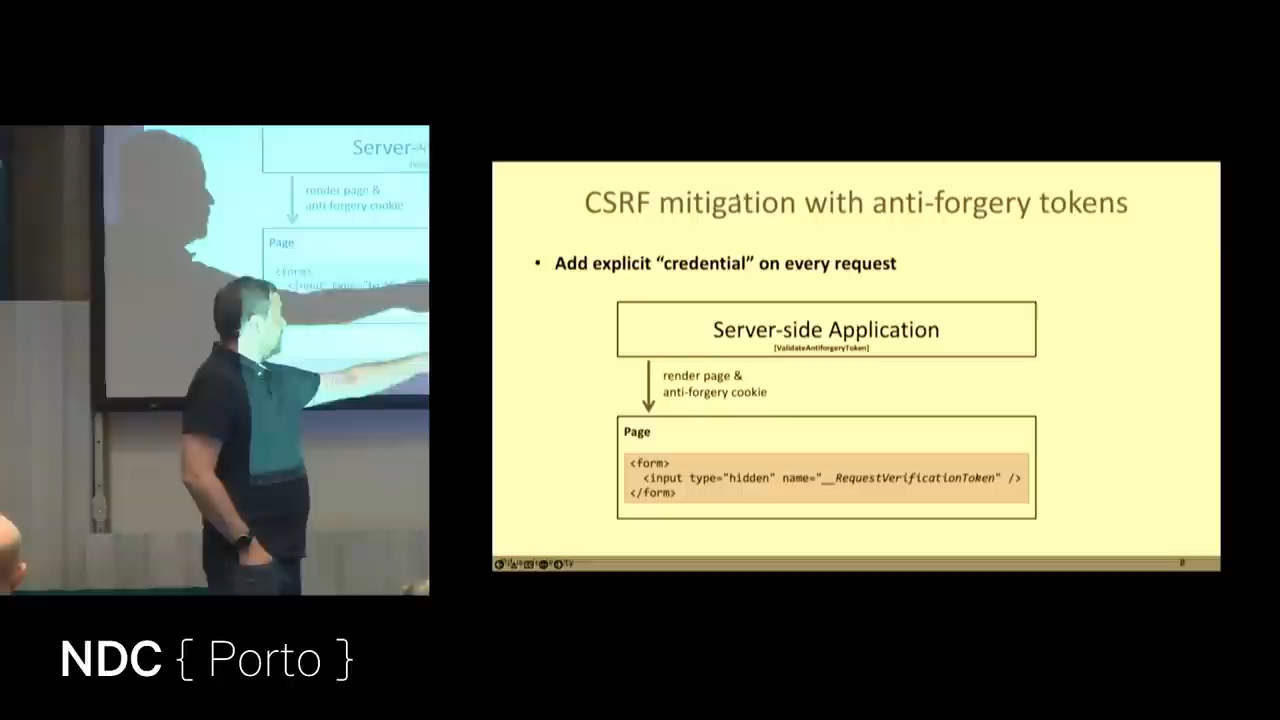 Server-
render page &
anti-forgery cookie
Page
<form>
CSRF mitigation with anti-forgery tokens
• Add explicit “credential” on every request
Server-side Application
[ValidateAntiforgeryToken]
render page &
anti-forgery cookie
Page
<form>
<input type="hidden" name="__RequestVerificationToken" />
</form>
8
NDC { Porto }